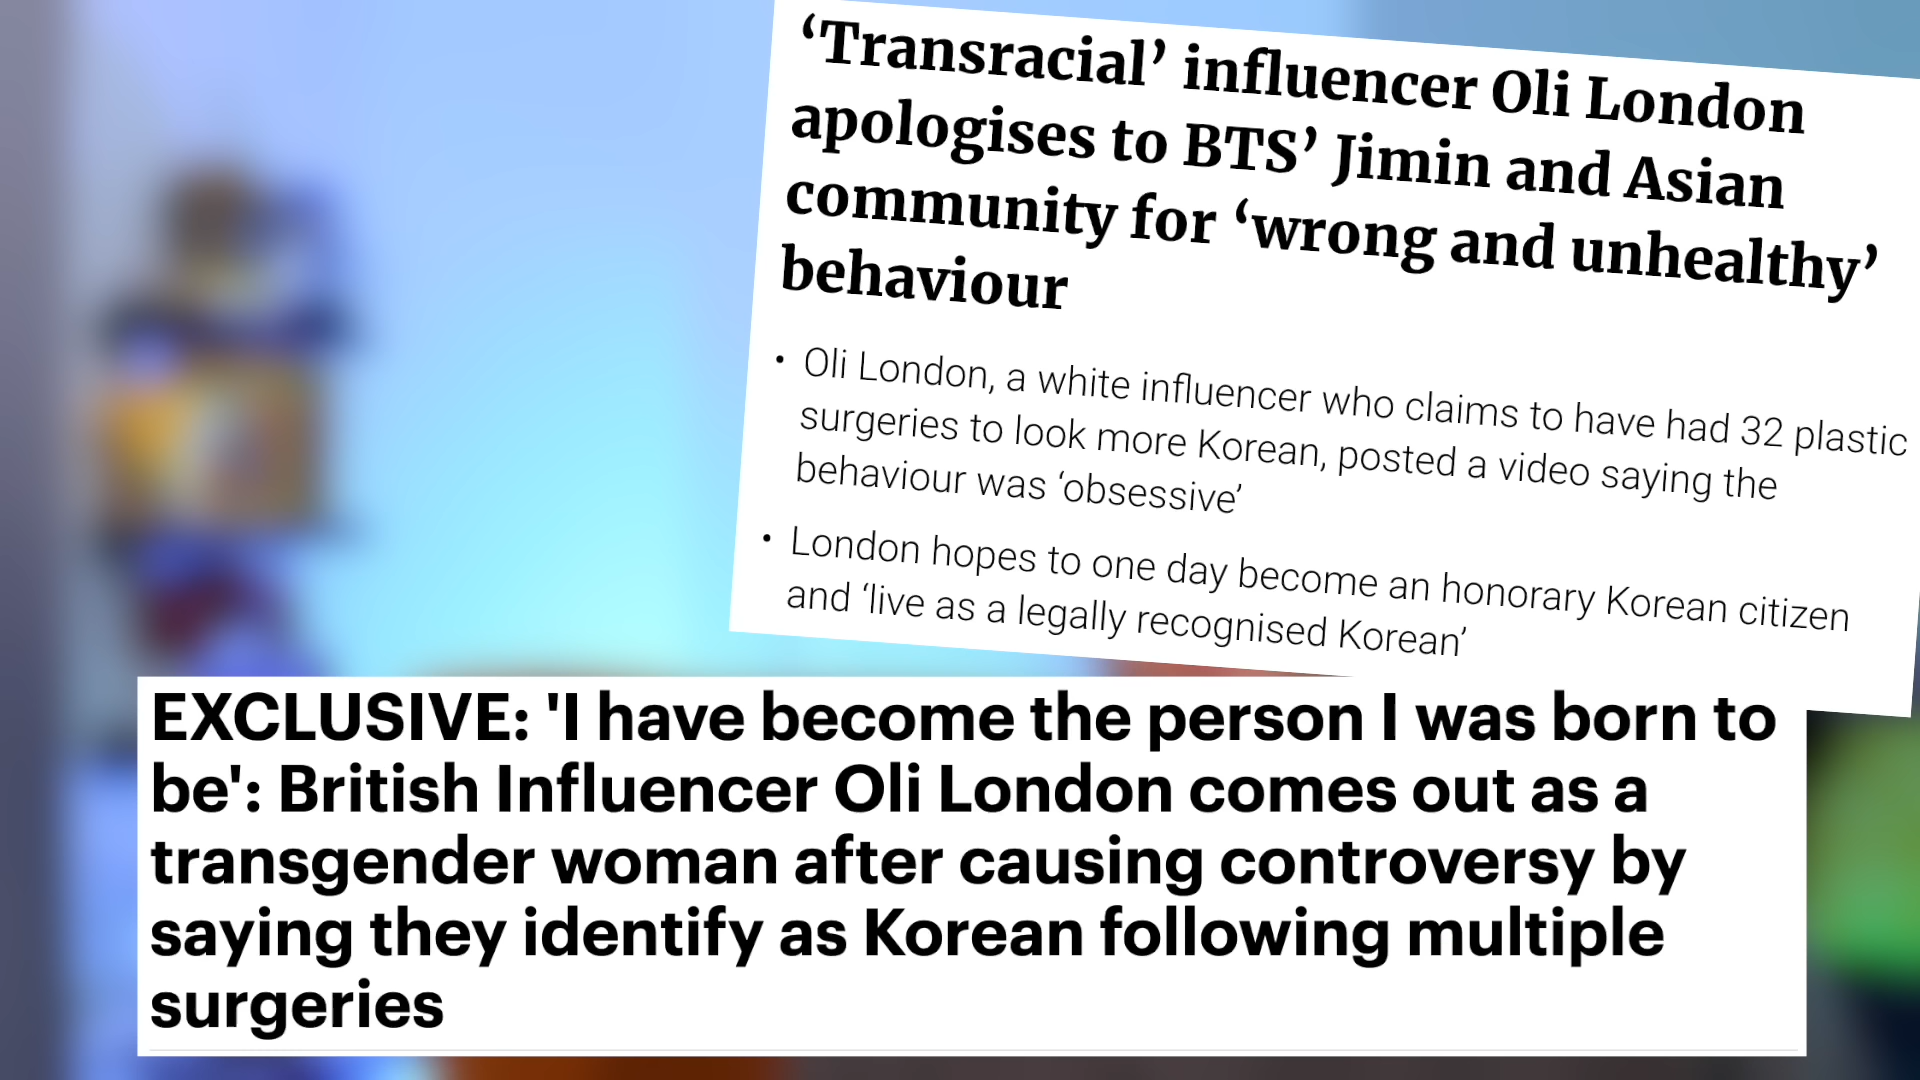 ‘Transracial’ influencer Oli London
apologises to BTS’ Jimin and Asian
community for ‘wrong and unhealthy’
behaviour
• Oli London, a white influencer who claims to have had 32 plastic
surgeries to look more Korean, posted a video saying the
behaviour was ‘obsessive’
• London hopes to one day become an honorary Korean citizen
and ‘live as a legally recognised Korean’
EXCLUSIVE: 'I have become the person I was born to
be': British Influencer Oli London comes out as a
transgender woman after causing controversy by
saying they identify as Korean following multiple
surgeries